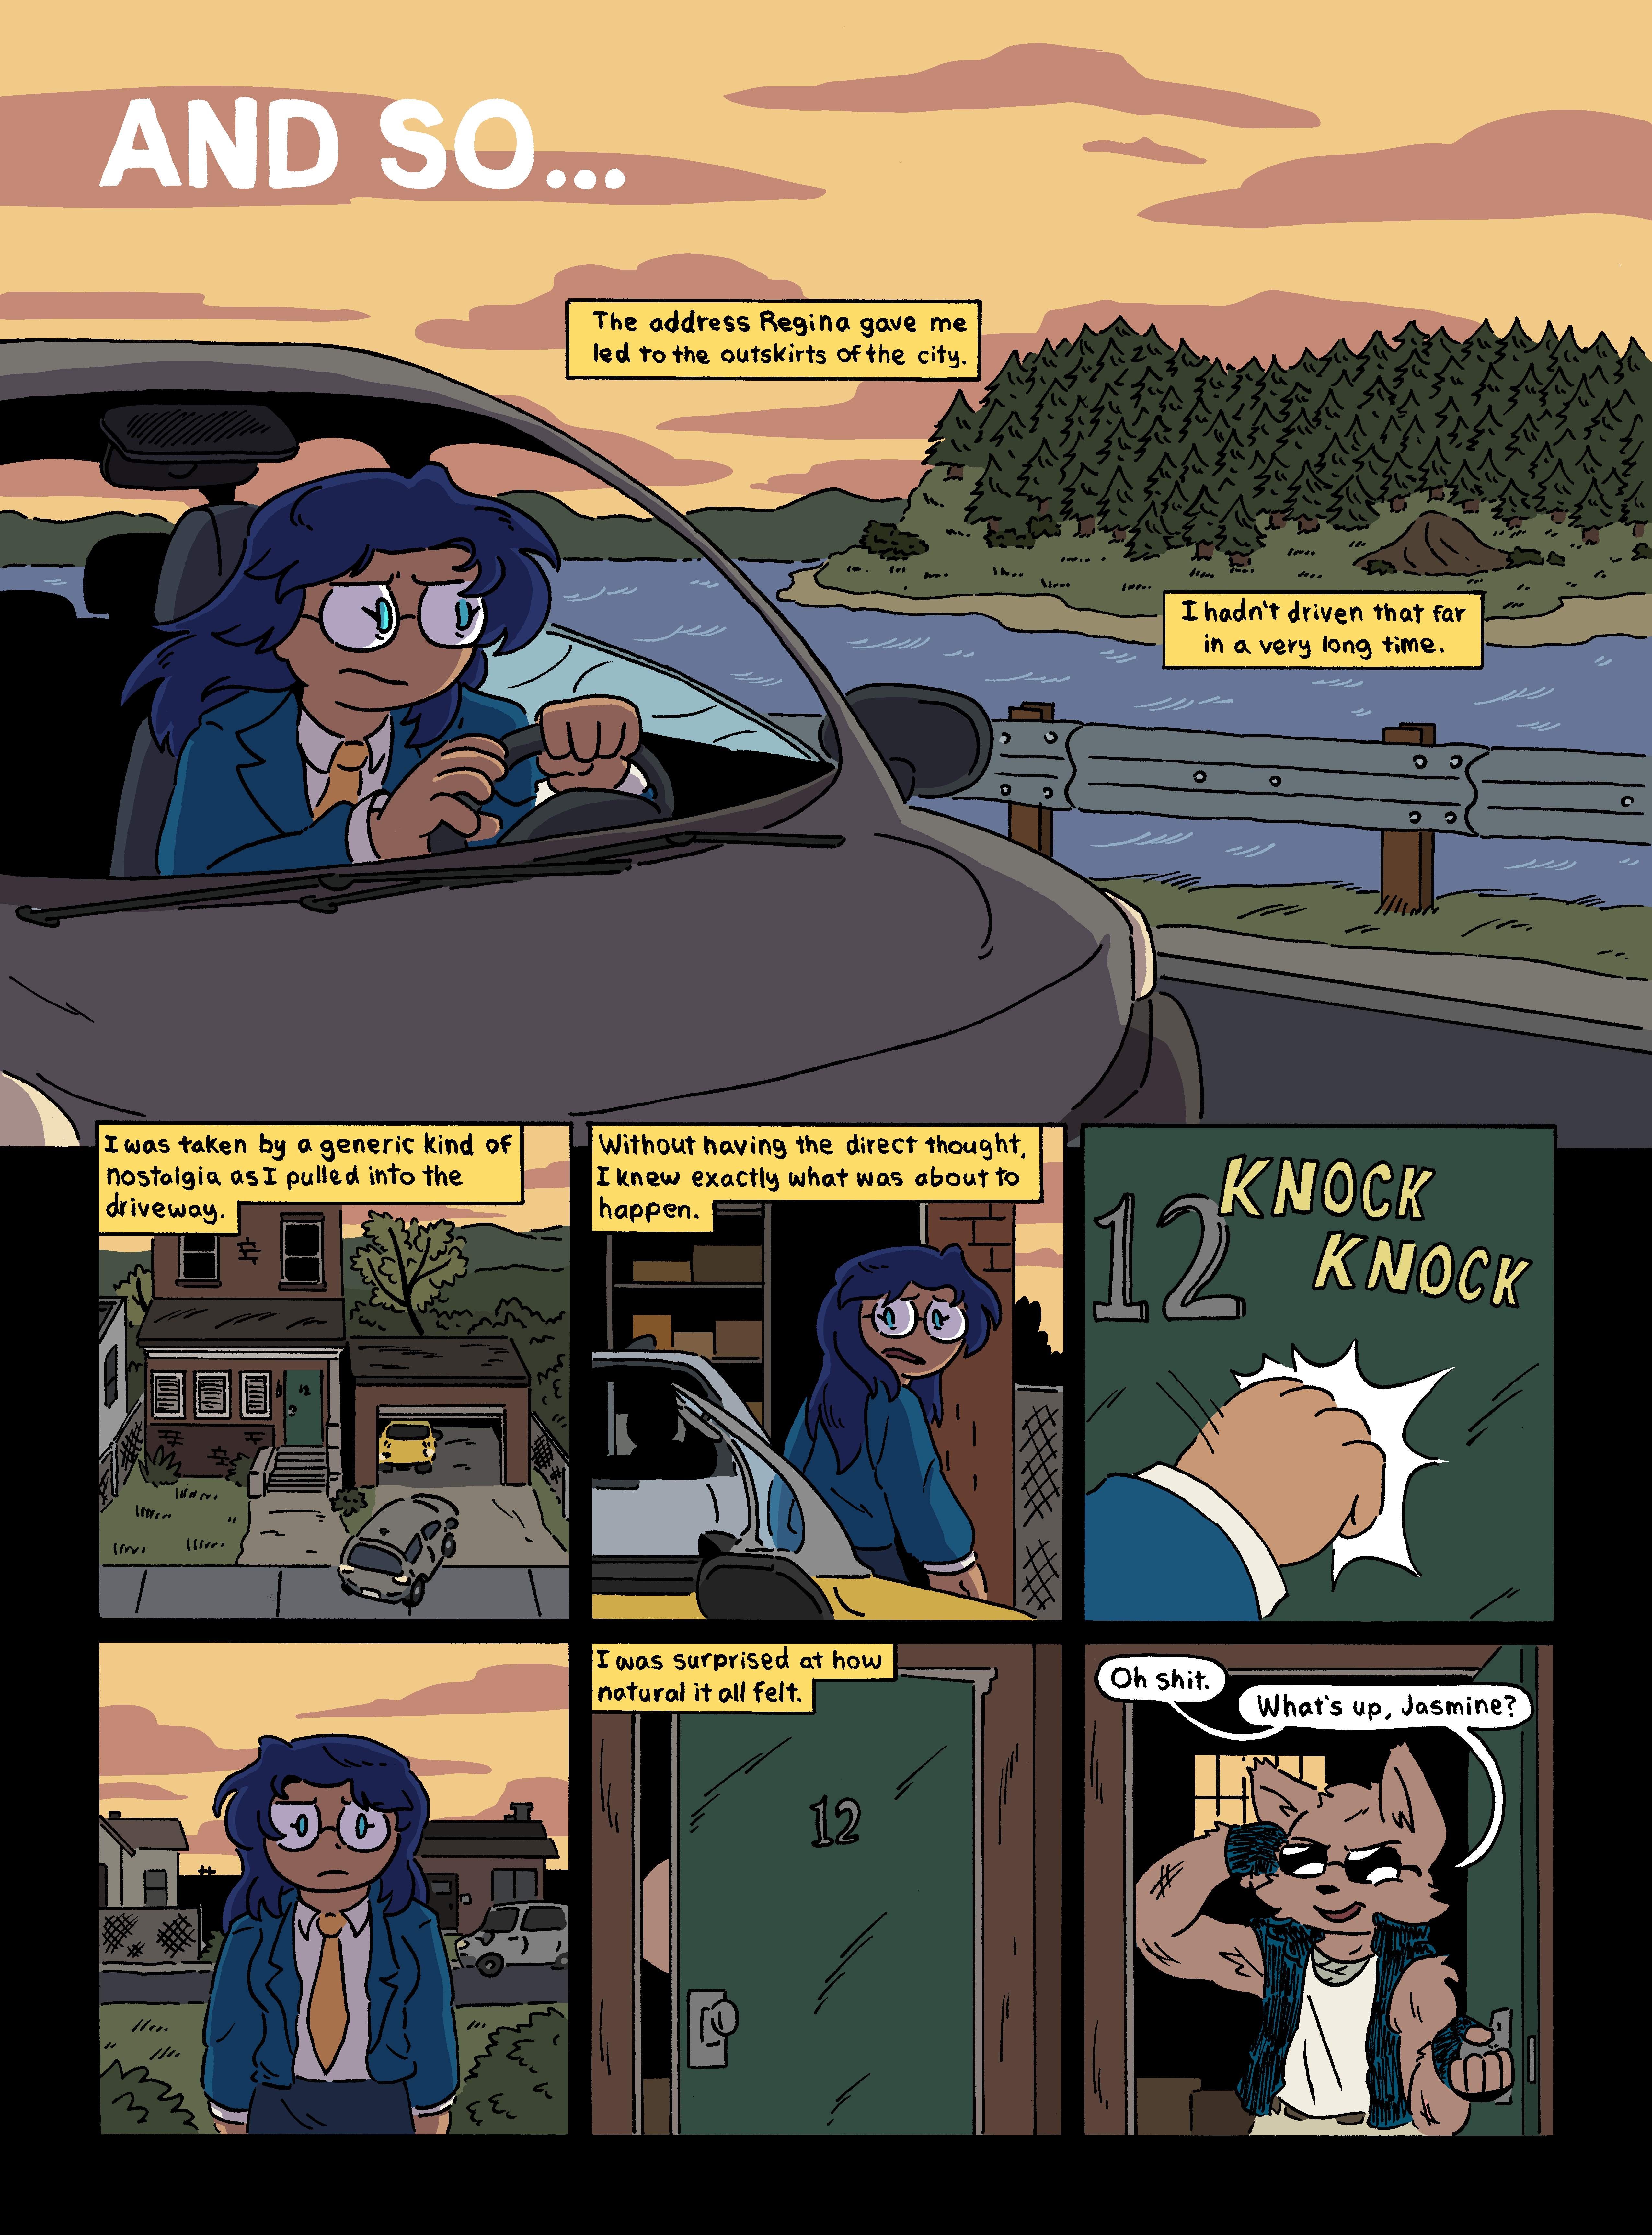 AND SO...
The address Regina gave me
led to the outskirts of the city.
I hadn't driven that far
in a very long time.
I was taken by a generic kind of
nostalgia as I pulled into the
driveway.
12
Without having the direct thought,
I knew exactly what was about to
happen.
12
KNOCK
KNOCK
I was surprised at how
natural it all felt.
12
Oh shit.
What's up, Jasmine?